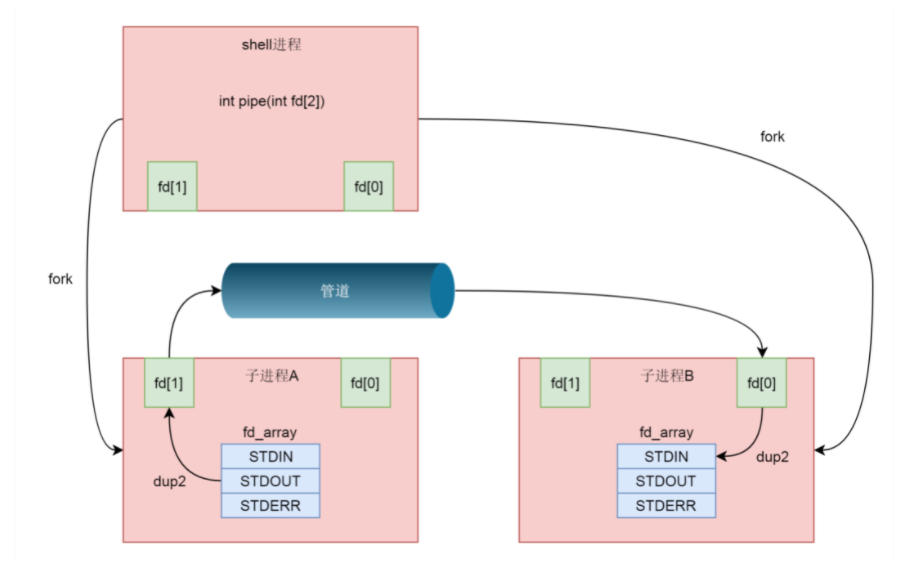 shell进程
int pipe(int fd[2])
fork
fd[1]
fd[0]
fork
管道
fd[1]
子进程A
fd[0]
fd_array
STDIN
STDOUT
STDERR
dup2
fd[1]
子进程B
fd[0]
fd_array
STDIN
STDOUT
STDERR
dup2